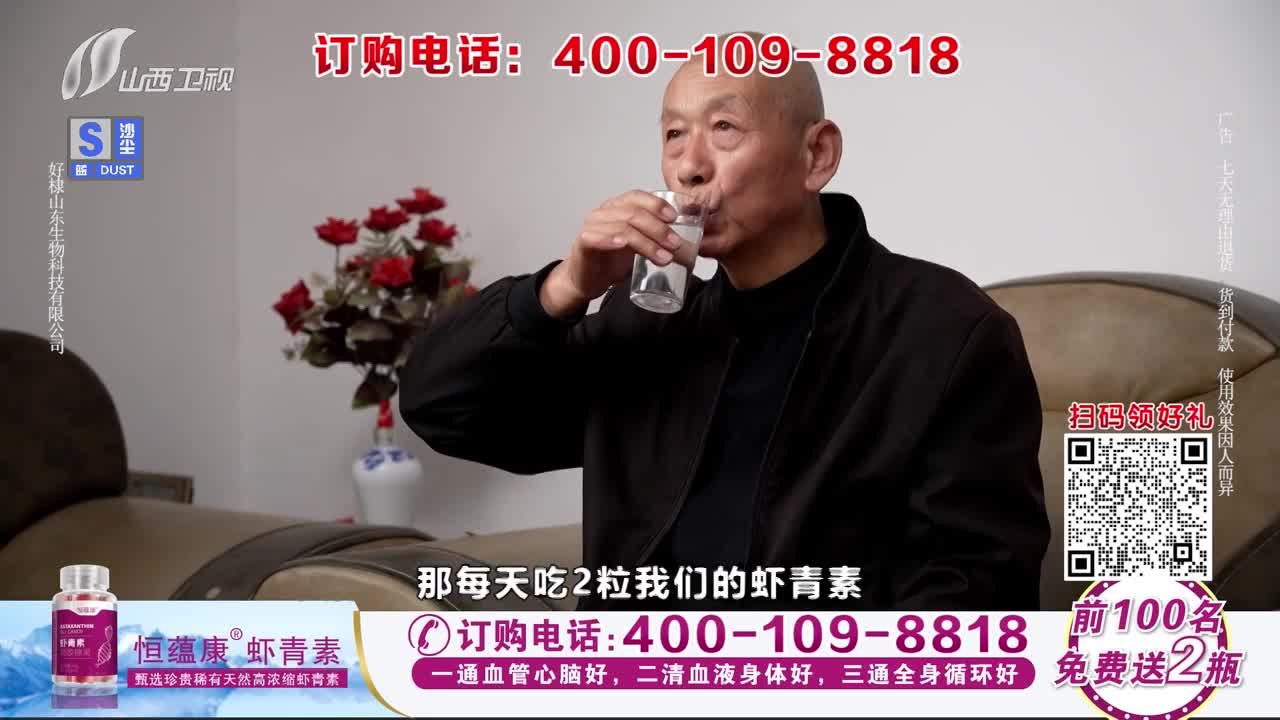 订购电话：400-109-8818
山西卫视
S 沙尘
蓝 DUST
好棣山东生物科技有限公司
广告 七天无理由退货 货到付款 使用效果因人而异
扫码领好礼
那每天吃2粒我们的虾青素
ASTAXANTHIN
虾青素
恒蕴康® 虾青素
甄选珍贵稀有天然高浓缩虾青素
订购电话:400-109-8818
一通血管心脑好，二清血液身体好，三通全身循环好
前100名
免费送2瓶